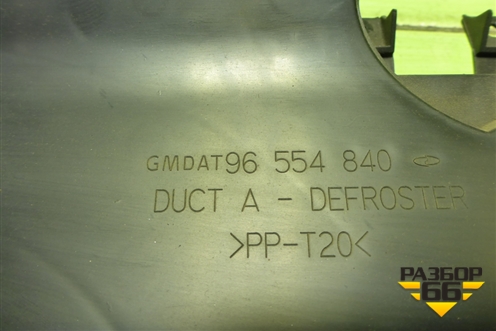 GMDAT96 554 840
DUCT A - DEFROSTER
>PP-T20<
РАЗБОР
66